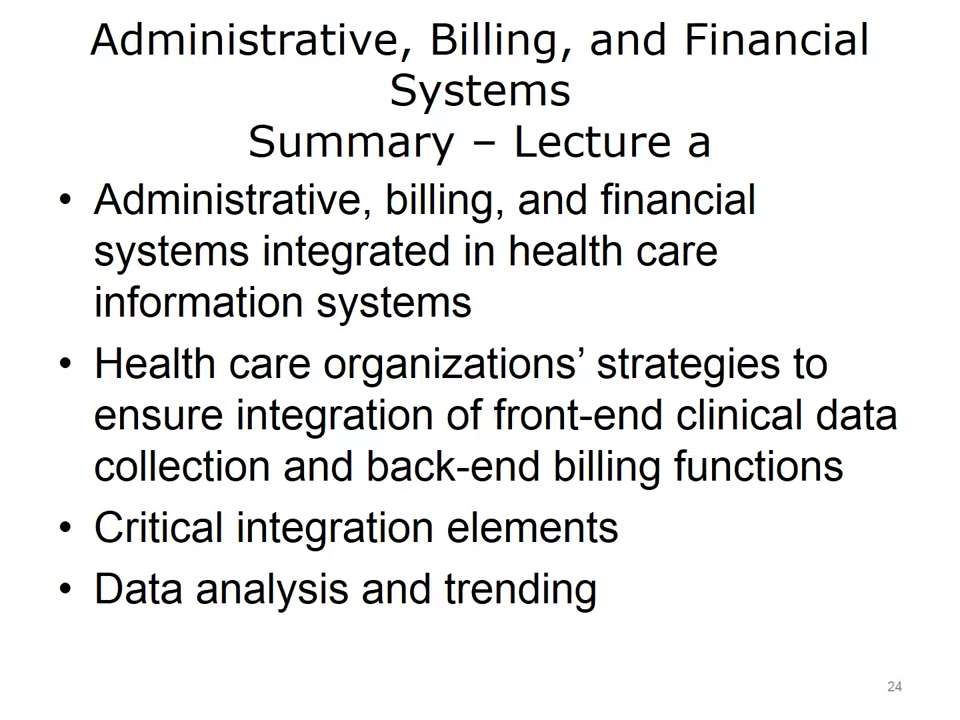 Administrative, Billing, and Financial
Systems
Summary – Lecture a
• Administrative, billing, and financial
systems integrated in health care
information systems
• Health care organizations’ strategies to
ensure integration of front-end clinical data
collection and back-end billing functions
• Critical integration elements
• Data analysis and trending
24